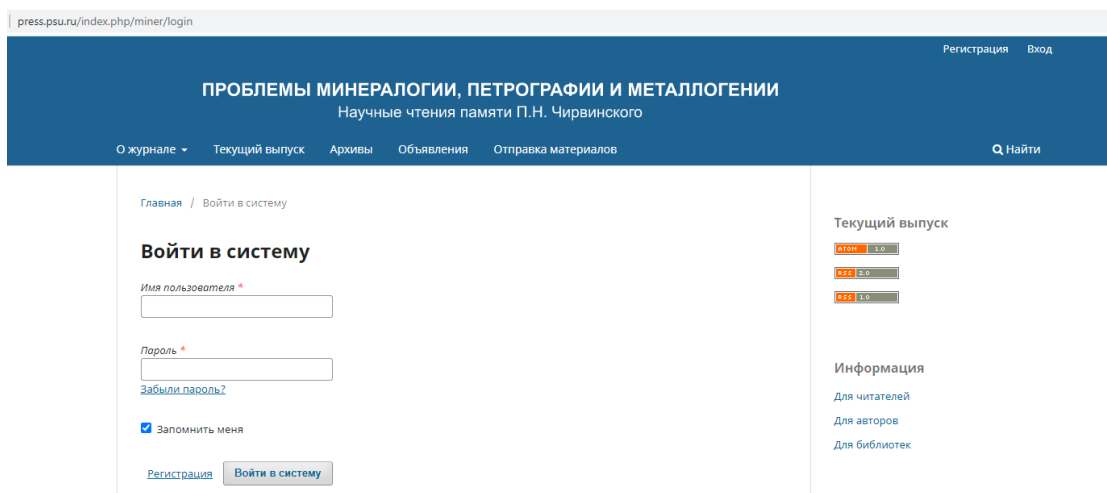 press.psu.ru/index.php/miner/login
Регистрация Вход
ПРОБЛЕМЫ МИНЕРАЛОГИИ, ПЕТРОГРАФИИ И МЕТАЛЛОГЕНИИ
Научные чтения памяти П.Н. Чирвинского
О журнале Текущий выпуск Архивы Объявления Отправка материалов Найти
Главная / Войти в систему
Войти в систему
Имя пользователя *
Пароль *
Забыли пароль?
Запомнить меня
Регистрация Войти в систему
Текущий выпуск
ATOM 1.0
RSS 2.0
RSS 1.0
Информация
Для читателей
Для авторов
Для библиотек